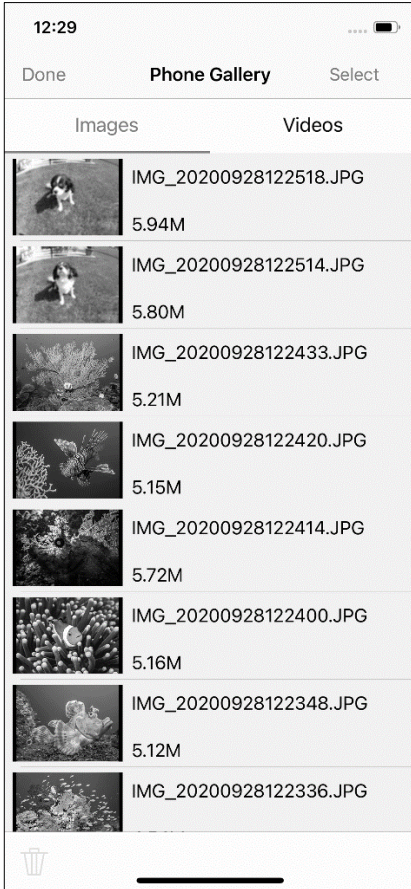 12:29
Done Phone Gallery Select
Images Videos
IMG_20200928122518.JPG
5.94M
IMG_20200928122514.JPG
5.80M
IMG_20200928122433.JPG
5.21M
IMG_20200928122420.JPG
5.15M
IMG_20200928122414.JPG
5.72M
IMG_20200928122400.JPG
5.16M
IMG_20200928122348.JPG
5.12M
IMG_20200928122336.JPG